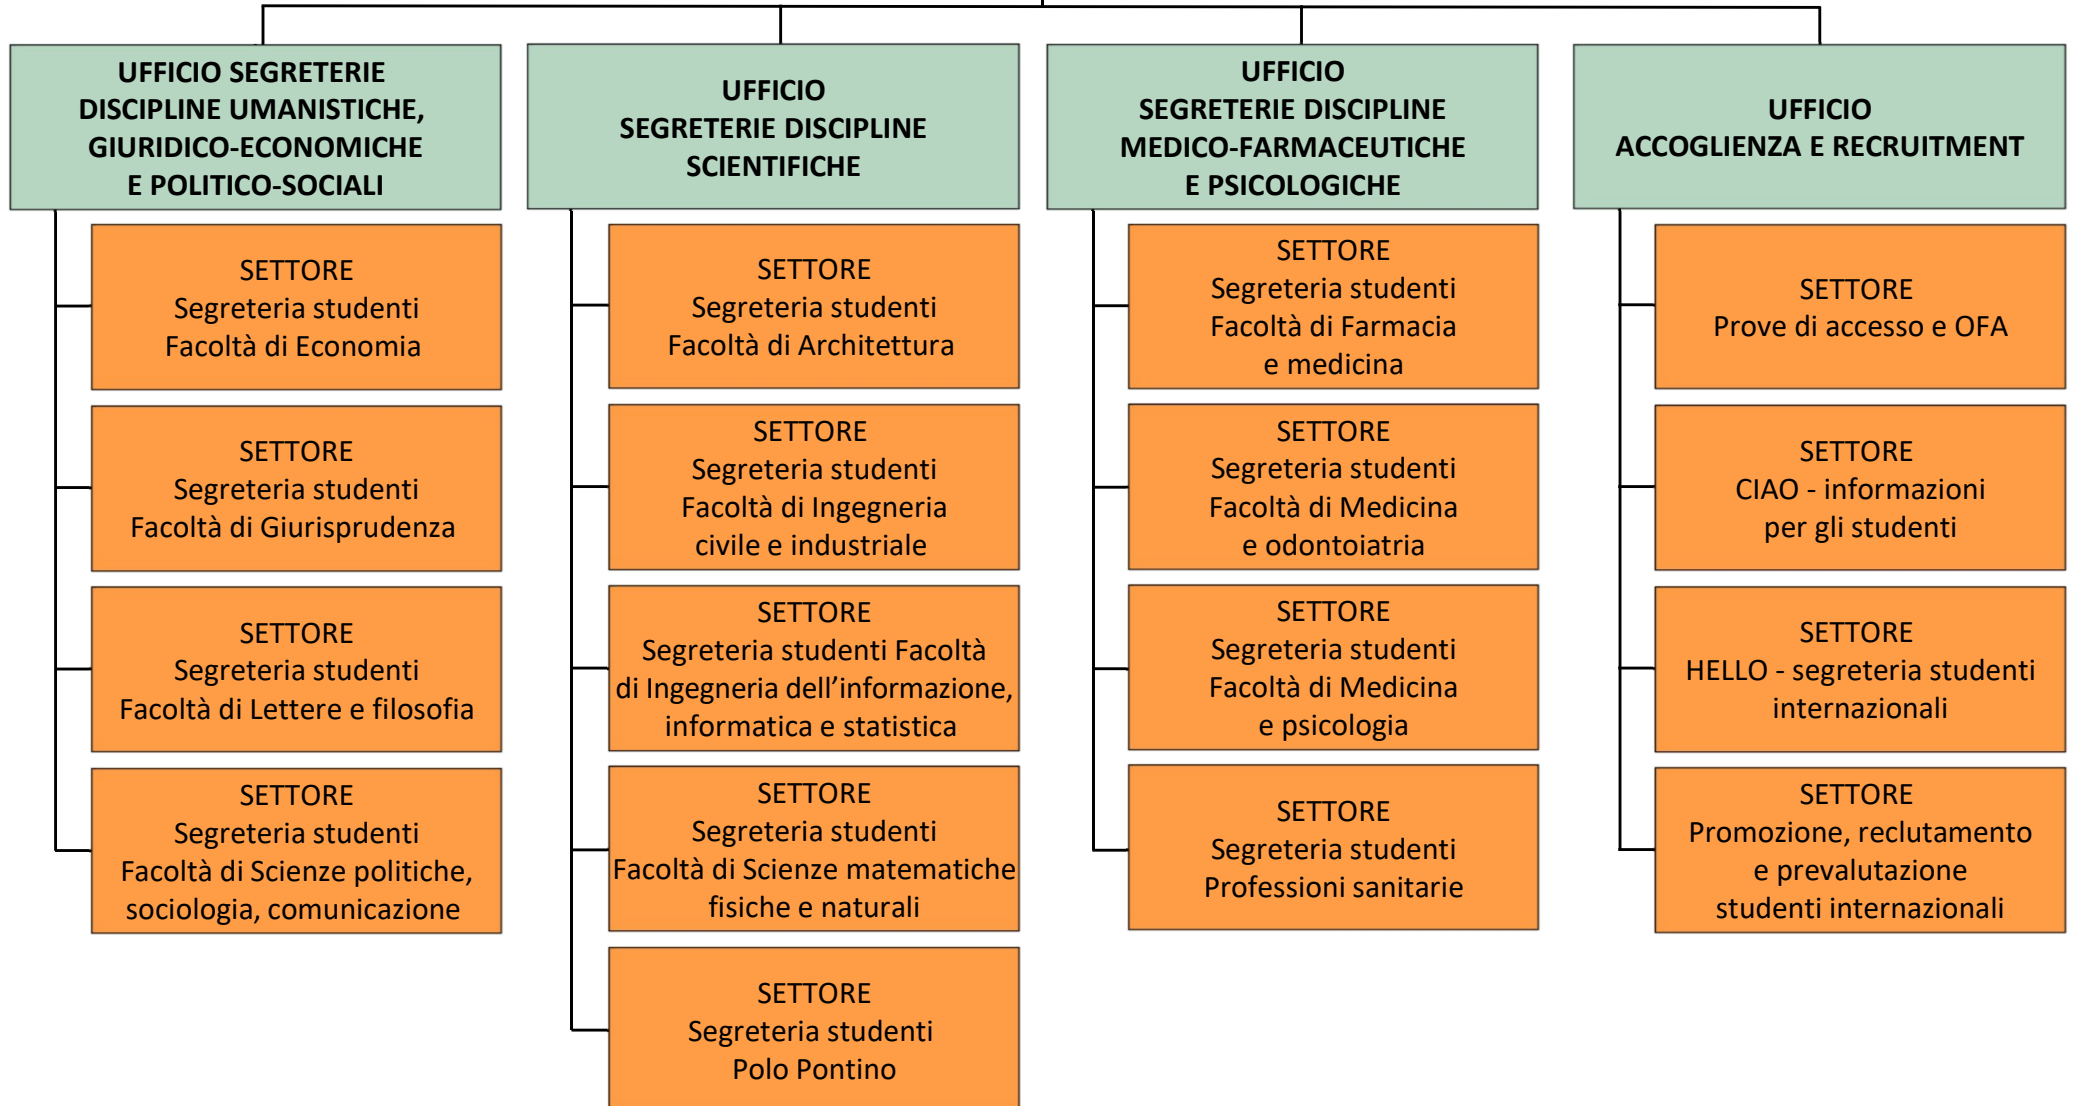 UFFICIO SEGRETERIE
DISCIPLINE UMANISTICHE,
GIURIDICO-ECONOMICHE
E POLITICO-SOCIALI
SETTORE
Segreteria studenti
Facoltà di Economia
SETTORE
Segreteria studenti
Facoltà di Giurisprudenza
SETTORE
Segreteria studenti
Facoltà di Lettere e filosofia
SETTORE
Segreteria studenti
Facoltà di Scienze politiche,
sociologia, comunicazione
UFFICIO
SEGRETERIE DISCIPLINE
SCIENTIFICHE
SETTORE
Segreteria studenti
Facoltà di Architettura
SETTORE
Segreteria studenti
Facoltà di Ingegneria
civile e industriale
SETTORE
Segreteria studenti Facoltà
di Ingegneria dell’informazione,
informatica e statistica
SETTORE
Segreteria studenti
Facoltà di Scienze matematiche
fisiche e naturali
SETTORE
Segreteria studenti
Polo Pontino
UFFICIO
SEGRETERIE DISCIPLINE
MEDICO-FARMACEUTICHE
E PSICOLOGICHE
SETTORE
Segreteria studenti
Facoltà di Farmacia
e medicina
SETTORE
Segreteria studenti
Facoltà di Medicina
e odontoiatria
SETTORE
Segreteria studenti
Facoltà di Medicina
e psicologia
SETTORE
Segreteria studenti
Professioni sanitarie
UFFICIO
ACCOGLIENZA E RECRUITMENT
SETTORE
Prove di accesso e OFA
SETTORE
CIAO - informazioni
per gli studenti
SETTORE
HELLO - segreteria studenti
internazionali
SETTORE
Promozione, reclutamento
e prevalutazione
studenti internazionali